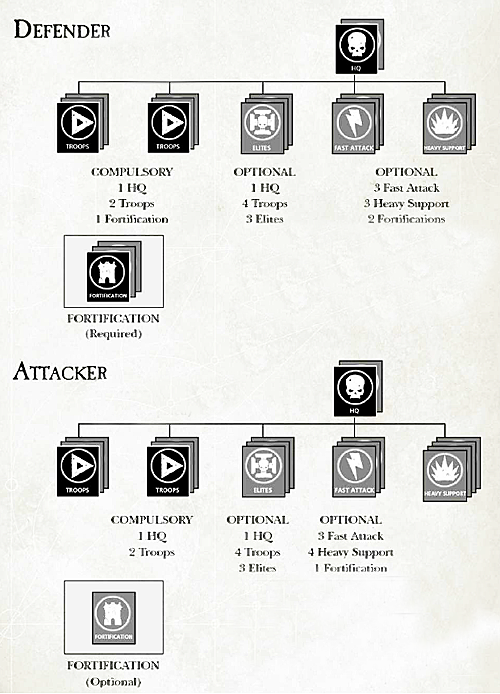 DEFENDER
HQ
TROOPS
TROOPS
ELITES
FAST ATTACK
HEAVY SUPPORT
COMPULSORY
1 HQ
2 Troops
1 Fortification
OPTIONAL
1 HQ
4 Troops
3 Elites
OPTIONAL
3 Fast Attack
3 Heavy Support
2 Fortifications
FORTIFICATION
FORTIFICATION
(Required)
ATTACKER
HQ
TROOPS
TROOPS
ELITES
FAST ATTACK
HEAVY SUPPORT
COMPULSORY
1 HQ
2 Troops
OPTIONAL
1 HQ
4 Troops
3 Elites
OPTIONAL
3 Fast Attack
4 Heavy Support
1 Fortification
FORTIFICATION
FORTIFICATION
(Optional)